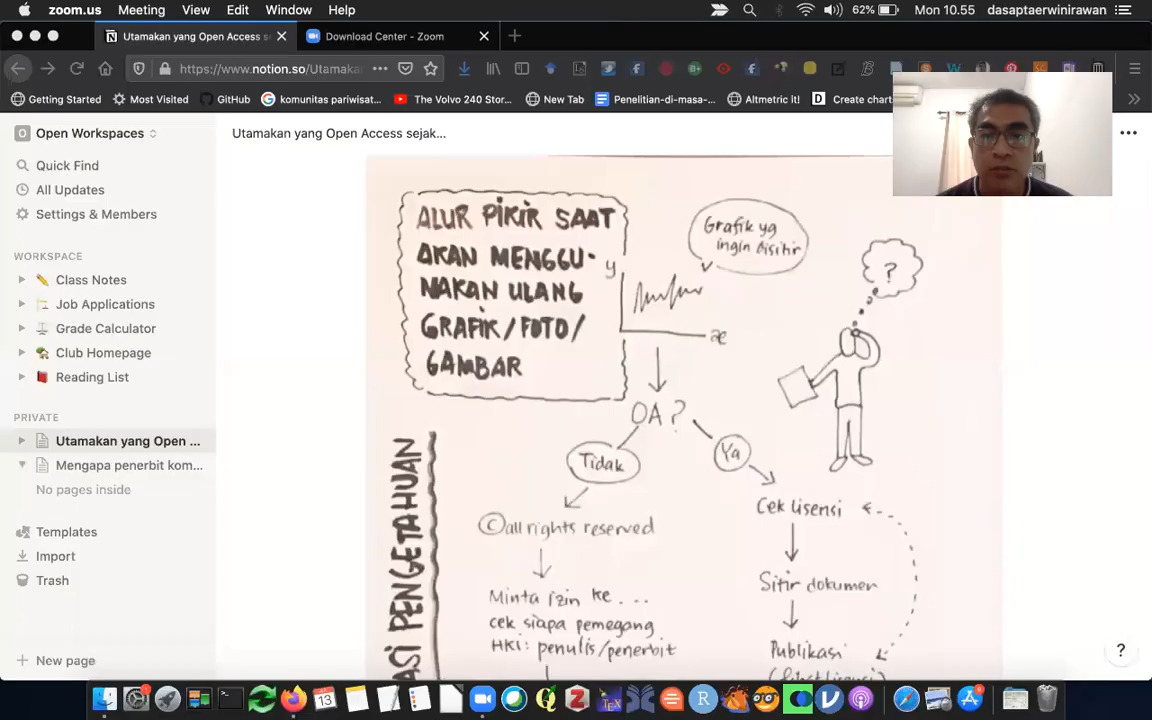 zoom.us Meeting View Edit Window Help 62% Mon 10.55 dasaptaerwinirawan
Utamakan yang Open Access se
Download Center - Zoom
https://www.notion.so/Utamaka
Getting Started Most Visited GitHub komunitas pariwisat... The Volvo 240 Stor... New Tab Penelitian-di-masa-... Altmetric it! Create chart
Open Workspaces
Utamakan yang Open Access sejak...
Quick Find
All Updates
Settings & Members
WORKSPACE
Class Notes
Job Applications
Grade Calculator
Club Homepage
Reading List
PRIVATE
Utamakan yang Open ...
Mengapa penerbit kom...
No pages inside
Templates
Import
Trash
New page
ALUR PIKIR SAAT
AKAN MENGGU-
NAKAN ULANG
GRAFIK/FOTO/
GAMBAR
Grafik yg
ingin disitir
y
x
?
OA?
Tidak
Ya
© all rights reserved
Minta izin ke ...
cek siapa pemegang
HKI: penulis/penerbit
Cek lisensi
Sitir dokumen
Publikasi
ASI PENGETAHUAN
?